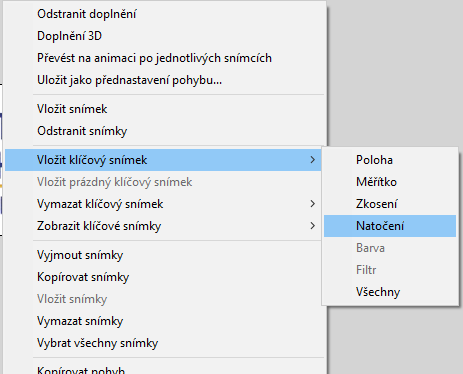 Odstranit doplnění
Doplnění 3D
Převést na animaci po jednotlivých snímcích
Uložit jako přednastavení pohybu...
Vložit snímek
Odstranit snímky
Vložit klíčový snímek
Vložit prázdný klíčový snímek
Vymazat klíčový snímek
Zobrazit klíčové snímky
Vyjmout snímky
Kopírovat snímky
Vložit snímky
Vymazat snímky
Vybrat všechny snímky
Kopírovat pohyb
Poloha
Měřítko
Zkosení
Natočení
Barva
Filtr
Všechny